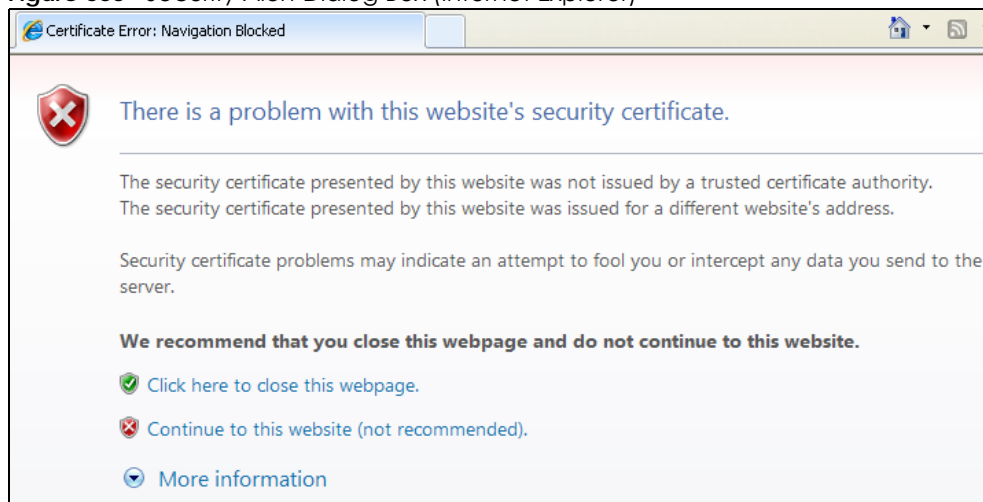 Dialog Box (Internet Explorer)
Certificate Error: Navigation Blocked
There is a problem with this website's security certificate.
The security certificate presented by this website was not issued by a trusted certificate authority.
The security certificate presented by this website was issued for a different website's address.
Security certificate problems may indicate an attempt to fool you or intercept any data you send to the
server.
We recommend that you close this webpage and do not continue to this website.
Click here to close this webpage.
Continue to this website (not recommended).
More information